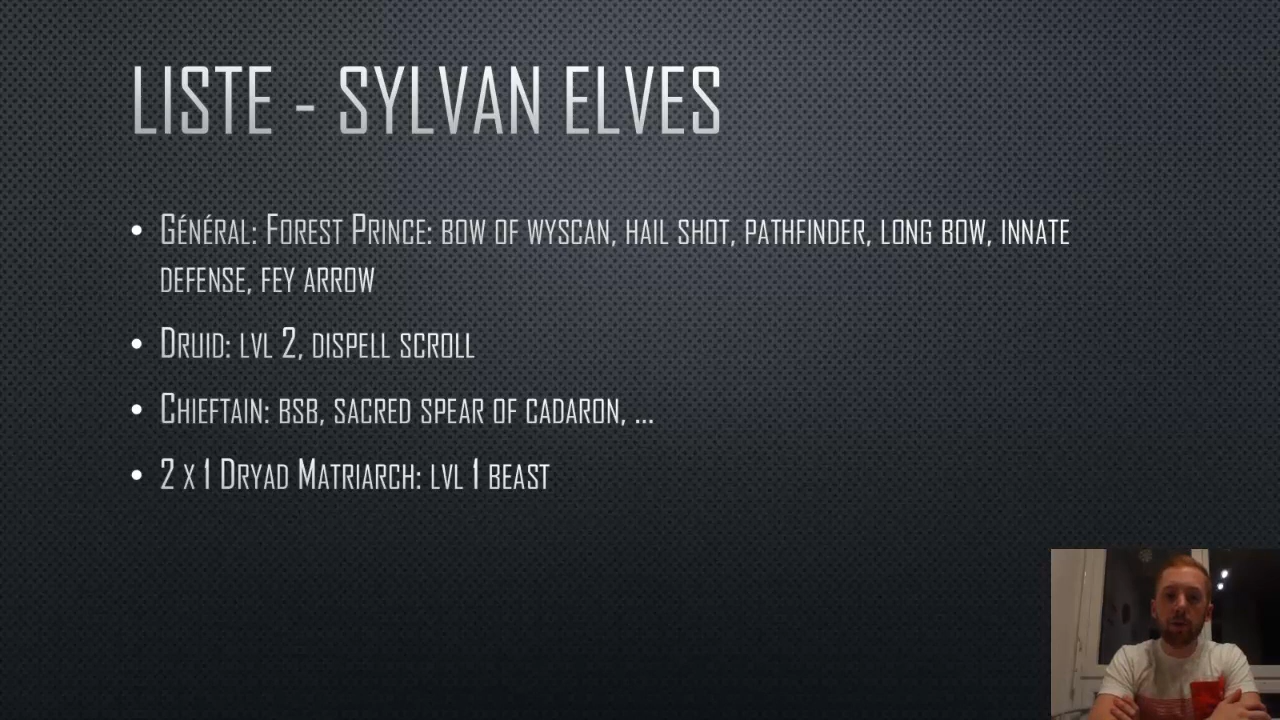 LISTE - SYLVAN ELVES
• GÉNÉRAL: FOREST PRINCE: BOW OF WYSCAN, HAIL SHOT, PATHFINDER, LONG BOW, INNATE
DEFENSE, FEY ARROW
• DRUID: LVL 2, DISPELL SCROLL
• CHIEFTAIN: BSB, SACRED SPEAR OF CADARON, ...
• 2 X 1 DRYAD MATRIARCH: LVL 1 BEAST